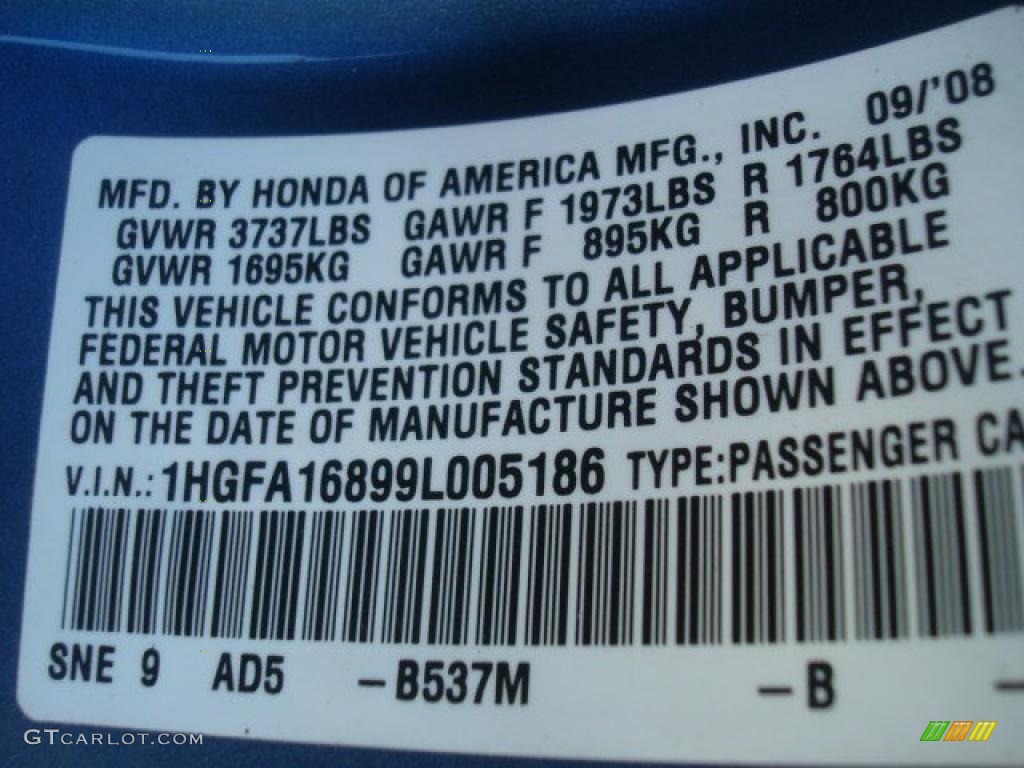 MFD. BY HONDA OF AMERICA MFG., INC. 09/'08
GVWR 3737LBS GAWR F 1973LBS R 1764LBS
GVWR 1695KG GAWR F 895KG R 800KG
THIS VEHICLE CONFORMS TO ALL APPLICABLE
FEDERAL MOTOR VEHICLE SAFETY, BUMPER,
AND THEFT PREVENTION STANDARDS IN EFFECT
ON THE DATE OF MANUFACTURE SHOWN ABOVE.
V.I.N.: 1HGFA16899L005186 TYPE:PASSENGER CA
SNE 9 AD5 – B537M – B –
GTCARLOT.COM